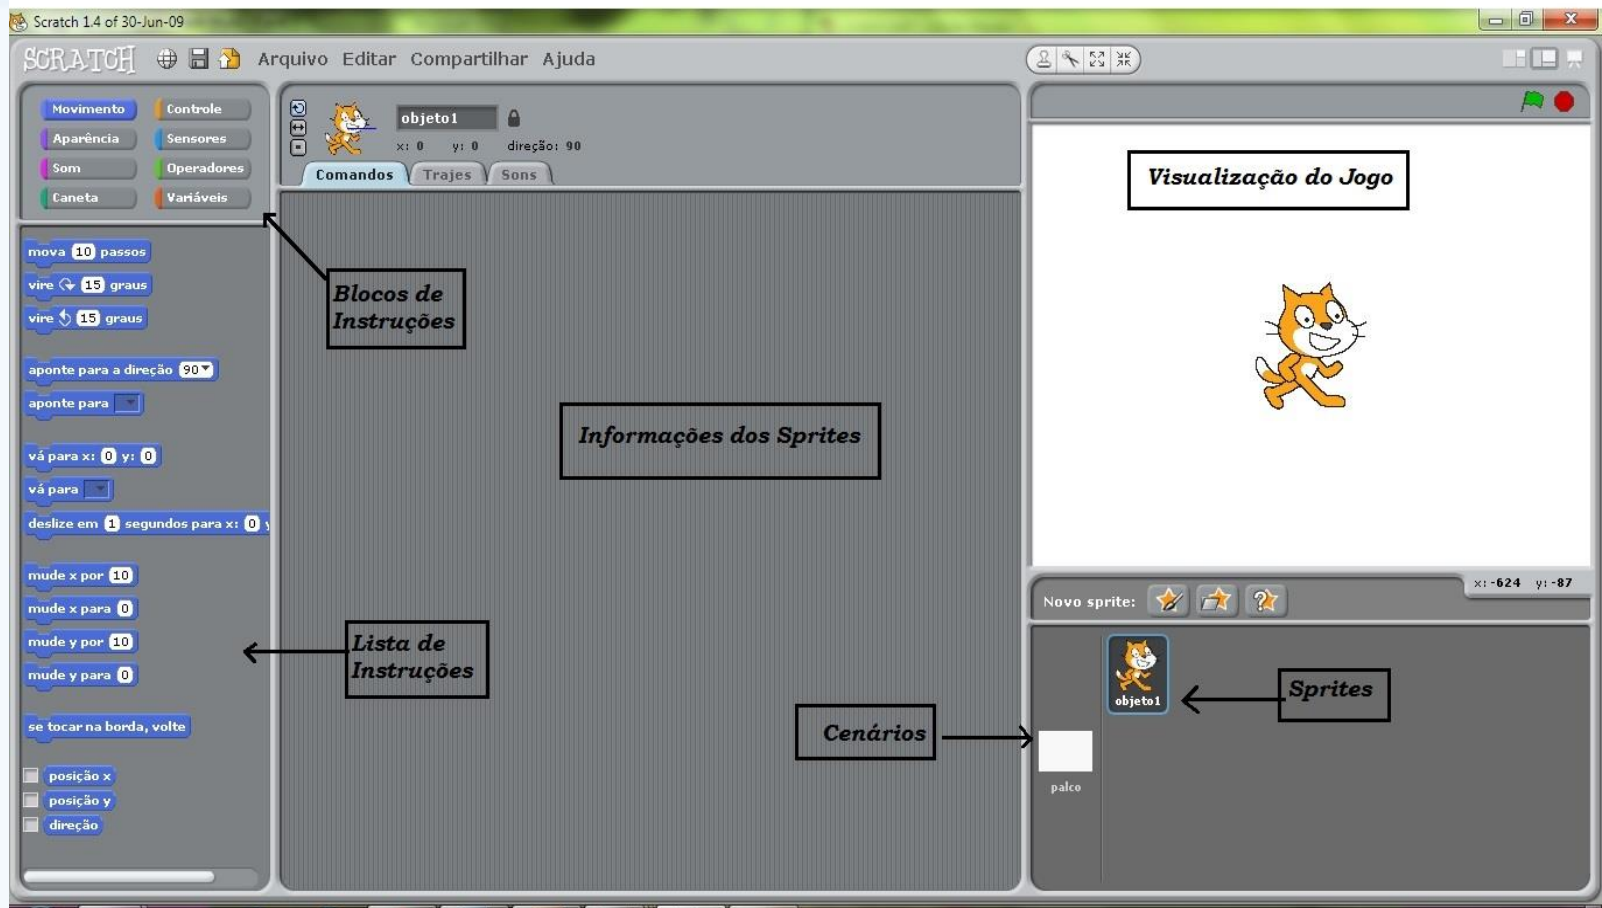 Scratch 1.4 of 30-Jun-09
SCRATCH
Arquivo Editar Compartilhar Ajuda
Movimento Controle
Aparência Sensores
Som Operadores
Caneta Variáveis
mova 10 passos
vire 15 graus
vire 15 graus
aponte para a direção 90
aponte para
vá para x: 0 y: 0
vá para
deslize em 1 segundos para x: 0 y
mude x por 10
mude x para 0
mude y por 10
mude y para 0
se tocar na borda, volte
posição x
posição y
direção
objeto1
x: 0 y: 0 direção: 90
Comandos Trajes Sons
Blocos de
Instruções
Informações dos Sprites
Lista de
Instruções
Cenários
Visualização do Jogo
x: -624 y: -87
Novo sprite:
objeto1
Sprites
palco